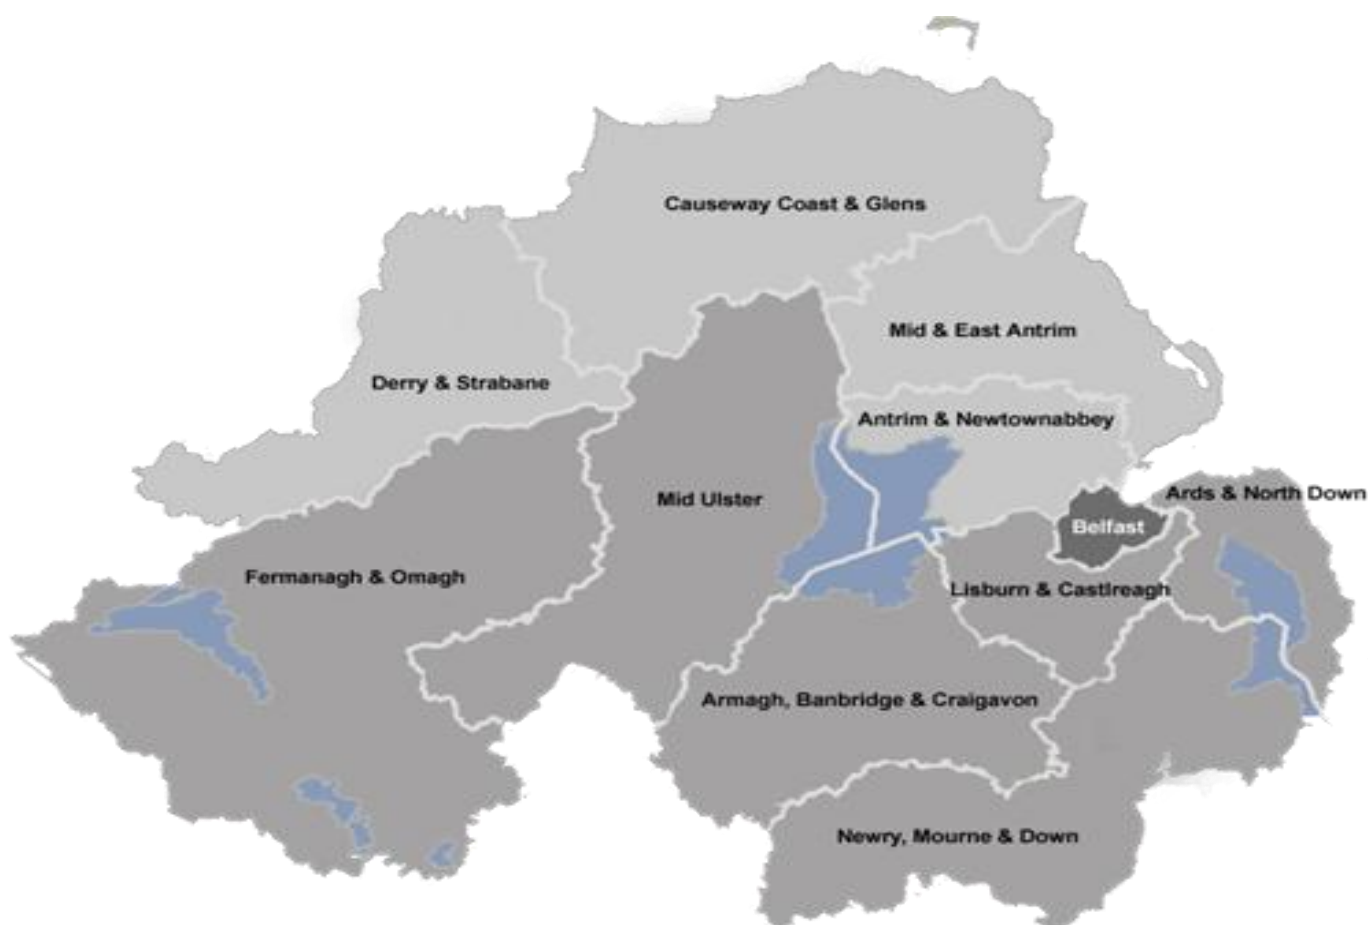 Causeway Coast & Glens
Mid & East Antrim
Derry & Strabane
Antrim & Newtownabbey
Mid Ulster
Ards & North Down
Belfast
Fermanagh & Omagh
Lisburn & Castlreagh
Armagh, Banbridge & Craigavon
Newry, Mourne & Down